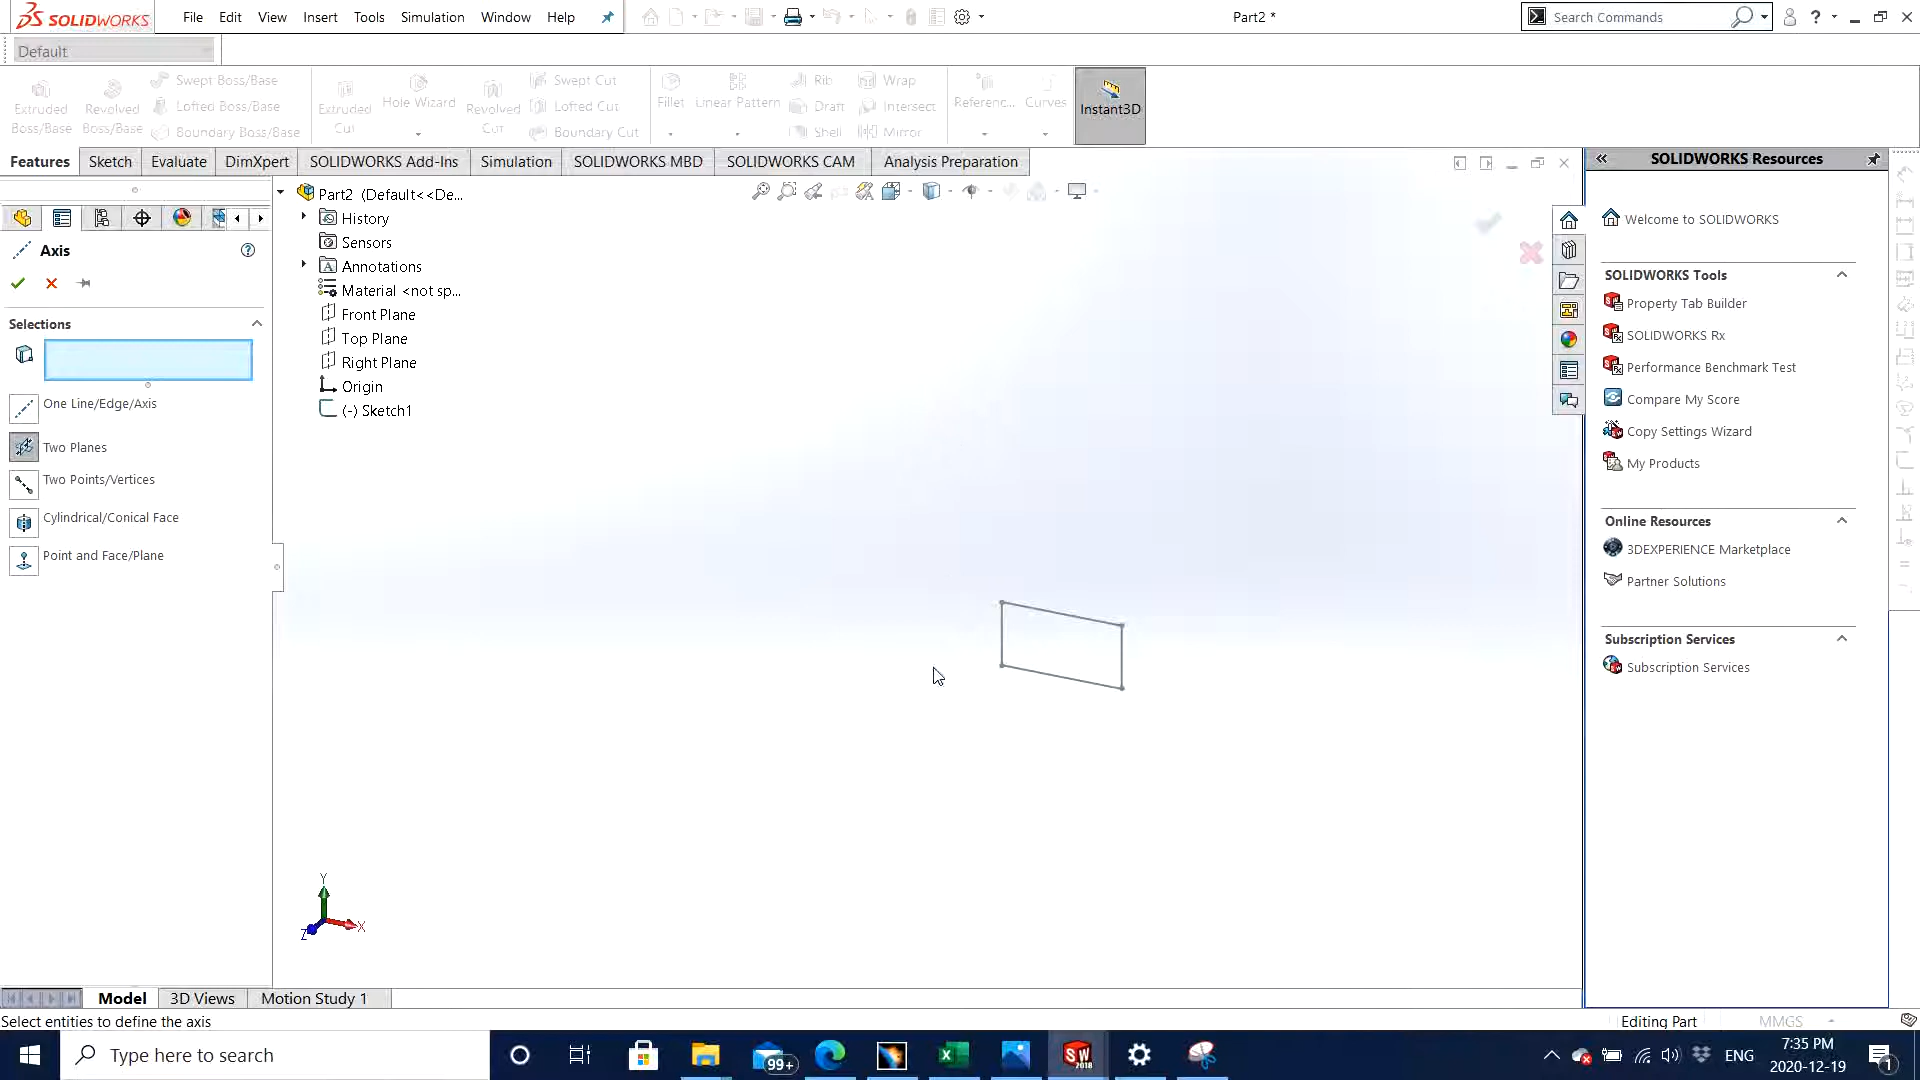 SOLIDWORKS
File Edit View Insert Tools Simulation Window Help
Part2 *
Search Commands
Default
Extruded Boss/Base
Revolved Boss/Base
Swept Boss/Base
Lofted Boss/Base
Boundary Boss/Base
Extruded Cut
Hole Wizard
Revolved Cut
Swept Cut
Lofted Cut
Boundary Cut
Fillet
Linear Pattern
Rib
Draft
Shell
Wrap
Intersect
Mirror
Referenc...
Curves
Instant3D
Features Sketch Evaluate DimXpert SOLIDWORKS Add-Ins Simulation SOLIDWORKS MBD SOLIDWORKS CAM Analysis Preparation
Axis
Selections
One Line/Edge/Axis
Two Planes
Two Points/Vertices
Cylindrical/Conical Face
Point and Face/Plane
Part2 (Default<<De...
History
Sensors
Annotations
Material <not sp...
Front Plane
Top Plane
Right Plane
Origin
(-) Sketch1
Y
X
Z
SOLIDWORKS Resources
Welcome to SOLIDWORKS
SOLIDWORKS Tools
Property Tab Builder
SOLIDWORKS Rx
Performance Benchmark Test
Compare My Score
Copy Settings Wizard
My Products
Online Resources
3DEXPERIENCE Marketplace
Partner Solutions
Subscription Services
Subscription Services
Model 3D Views Motion Study 1
Select entities to define the axis
Editing Part
MMGS
Type here to search
99+
SW
2018
ENG
7:35 PM
2020-12-19
1